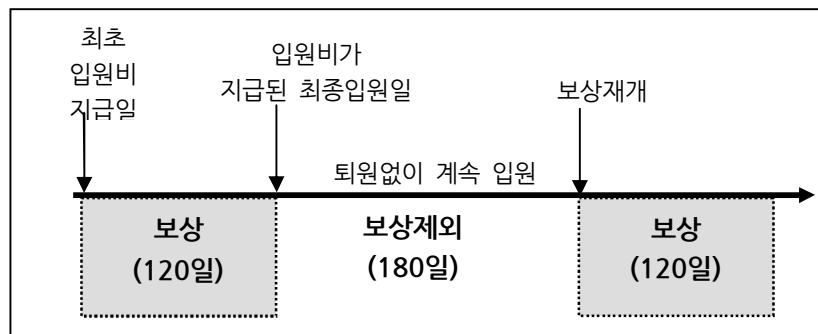 최초
입원비
지급일
입원비가
지급된 최종입원일
보상재개
퇴원없이 계속 입원
보상
(120일)
보상제외
(180일)
보상
(120일)